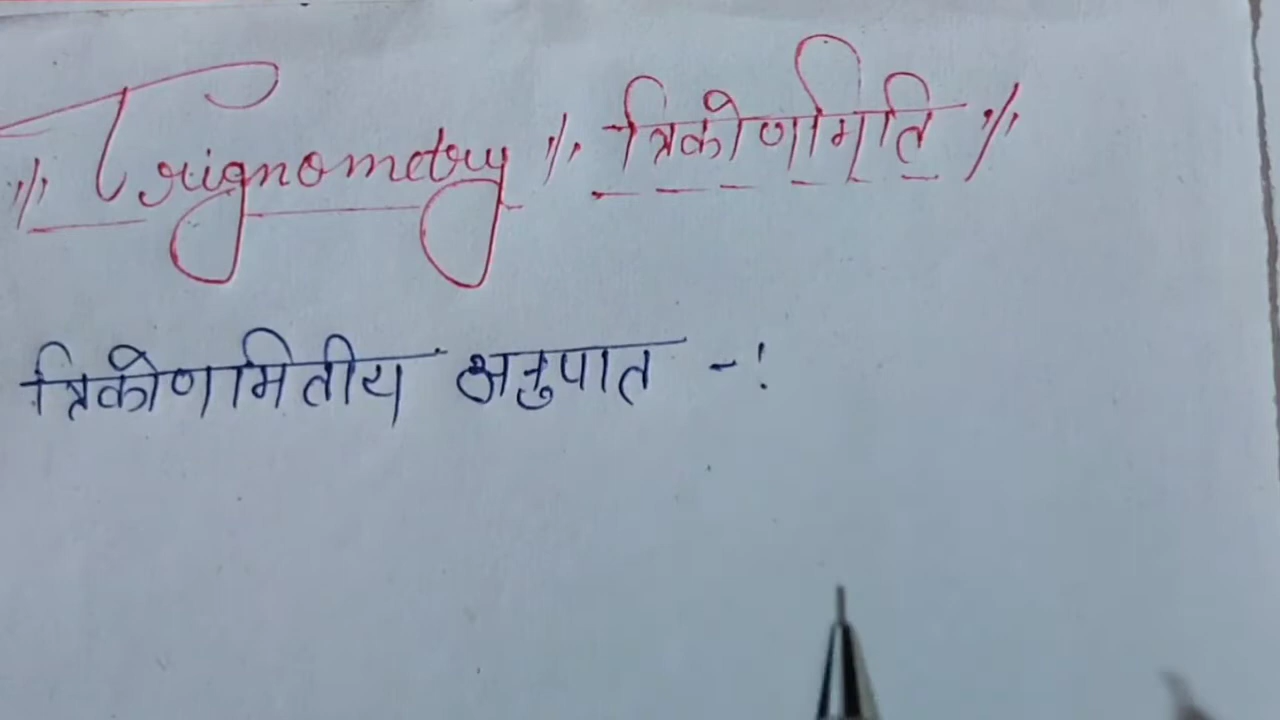 "/. Trignometry "/. त्रिकोणमिति "/.
त्रिकोणमितीय अनुपात -!